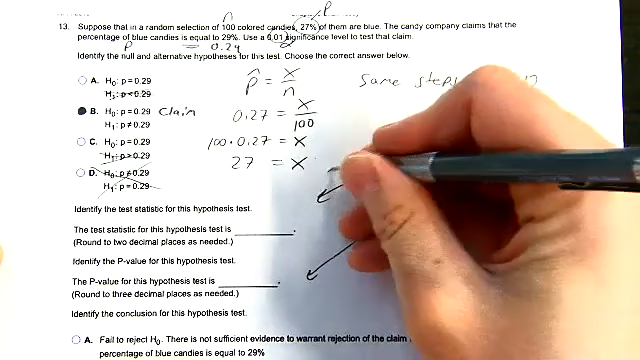 n p̂
13. Suppose that in a random selection of 100 colored candies, 27% of them are blue. The candy company claims that the
percentage of blue candies is equal to 29%. Use a 0.01 significance level to test that claim.
p = 0.29
Identify the null and alternative hypotheses for this test. Choose the correct answer below.
A. H₀: p = 0.29
H₁: p < 0.29
B. H₀: p = 0.29 Claim
H₁: p ≠ 0.29
C. H₀: p = 0.29
H₁: p > 0.29
D. H₀: p ≠ 0.29
H₁: p = 0.29
p̂ = x/n
0.27 = x/100
100 · 0.27 = x
27 = x
Same steps
Identify the test statistic for this hypothesis test.
The test statistic for this hypothesis test is ________.
(Round to two decimal places as needed.)
Identify the P-value for this hypothesis test.
The P-value for this hypothesis test is ________.
(Round to three decimal places as needed.)
Identify the conclusion for this hypothesis test.
A. Fail to reject H₀. There is not sufficient evidence to warrant rejection of the claim
percentage of blue candies is equal to 29%